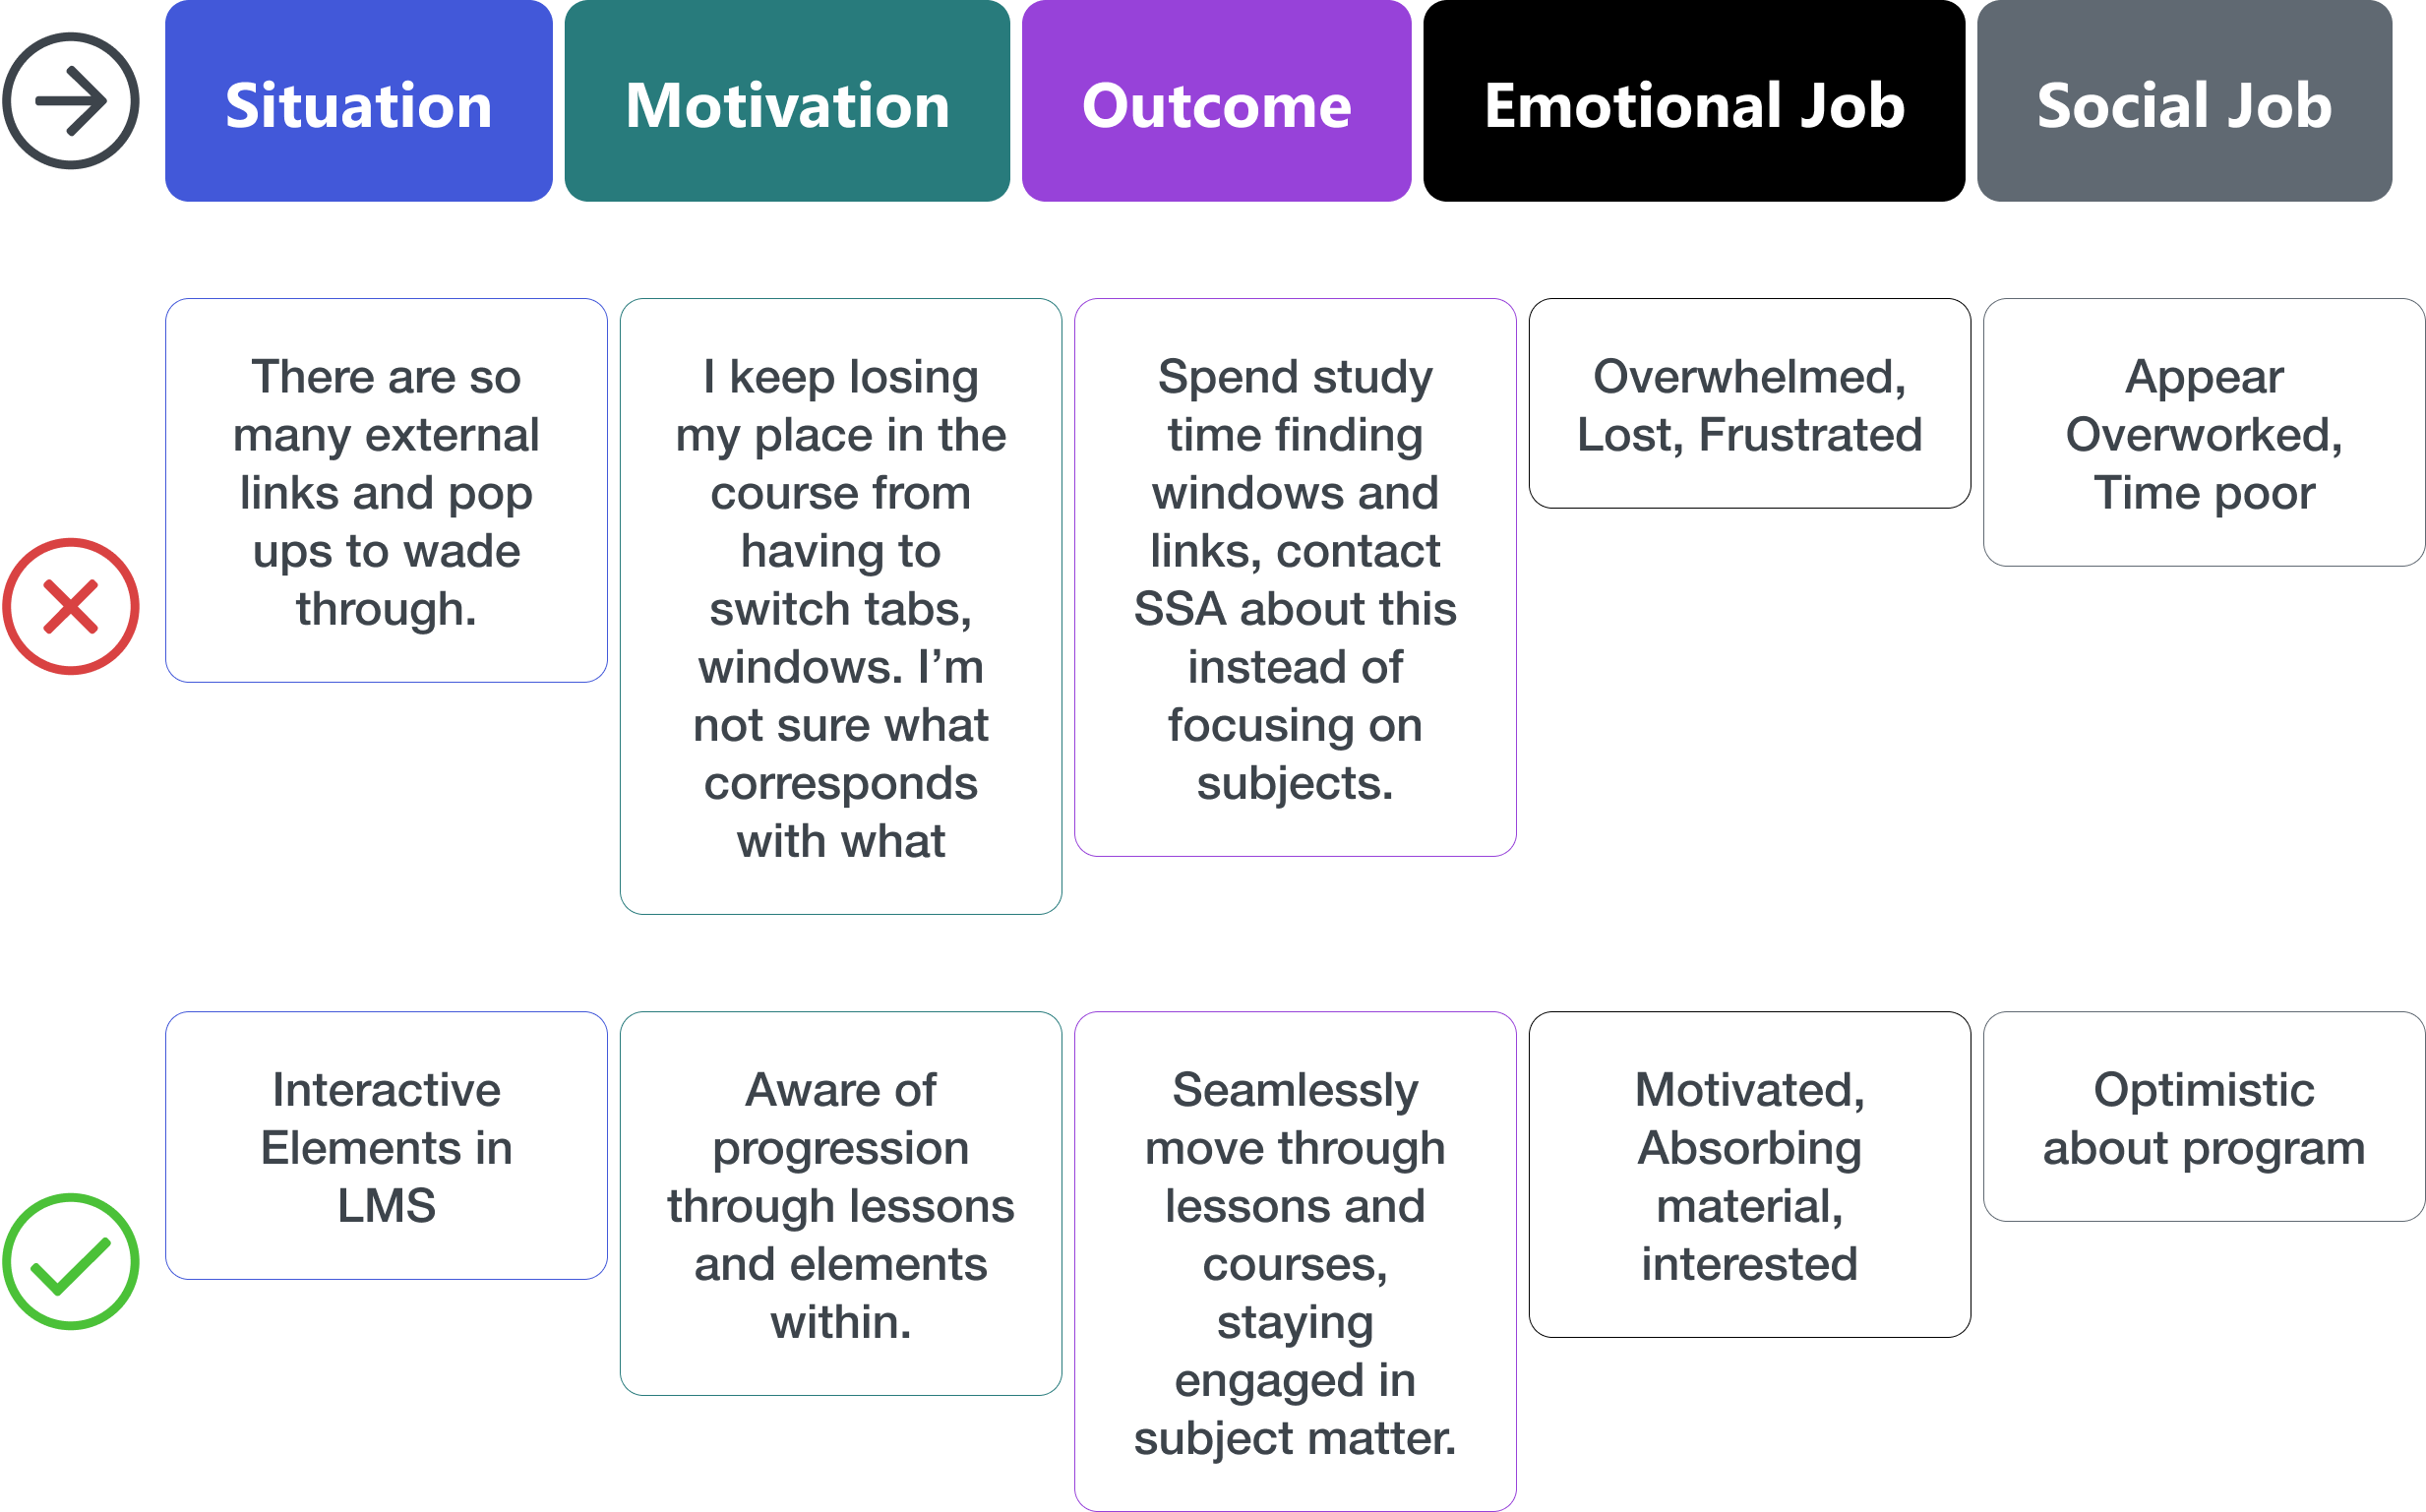 Situation
Motivation
Outcome
Emotional Job
Social Job
There are so
many external
links and pop
ups to wade
through.
I keep losing
my place in the
course from
having to
switch tabs,
windows. I’m
not sure what
corresponds
with what
Spend study
time finding
windows and
links, contact
SSA about this
instead of
focusing on
subjects.
Overwhelmed,
Lost, Frustrated
Appear
Overworked,
Time poor
Interactive
Elements in
LMS
Aware of
progression
through lessons
and elements
within.
Seamlessly
move through
lessons and
courses,
staying
engaged in
subject matter.
Motivated,
Absorbing
material,
interested
Optimistic
about program